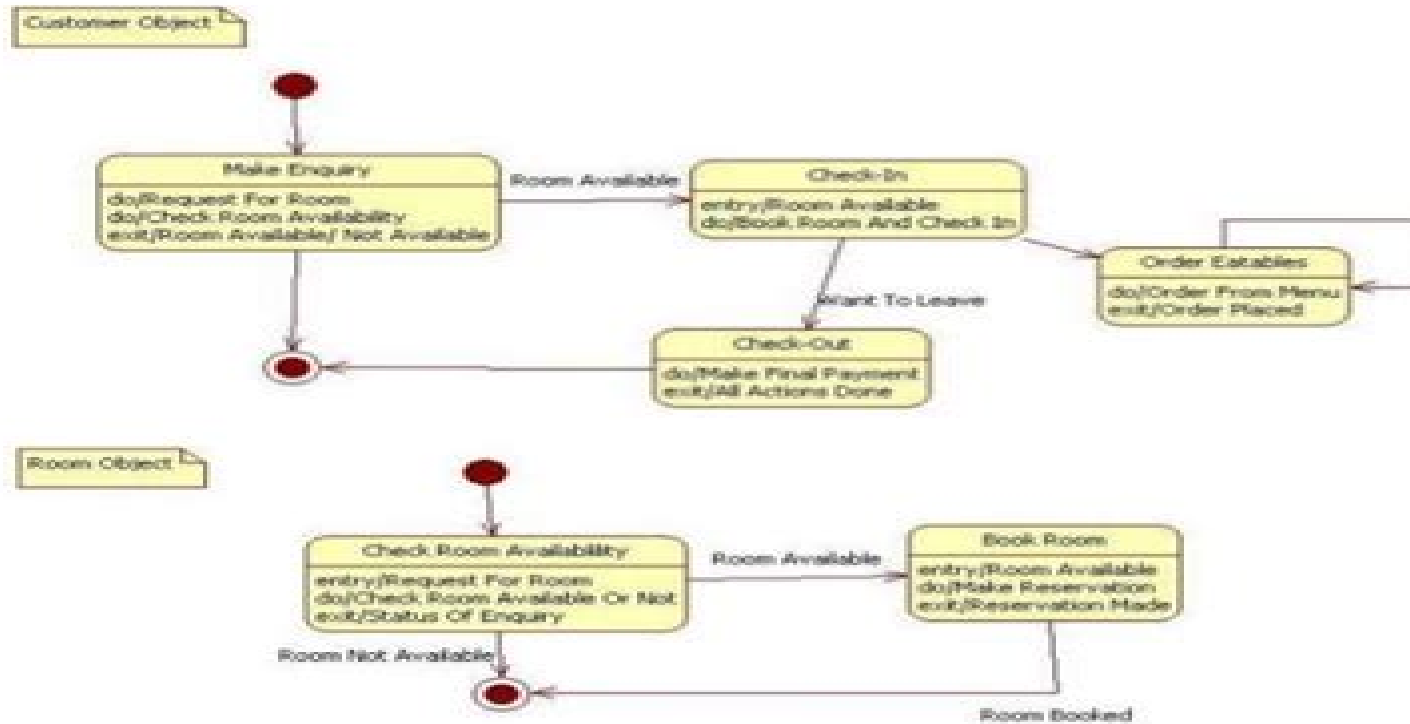 Customer Object
Make Enquiry
do/Request For Room
do/Check Room Availability
exit/Room Available/ Not Available
Room Available
Check-In
entry/Room Available
do/Book Room And Check In
Order Eatables
do/Order From Menu
exit/Order Placed
Want To Leave
Check-Out
do/Make Final Payment
exit/All Actions Done
Room Object
Check Room Availability
entry/Request For Room
do/Check Room Available Or Not
exit/Status Of Enquiry
Room Available
Book Room
entry/Room Available
do/Make Reservation
exit/Reservation Made
Room Not Available
Room Booked